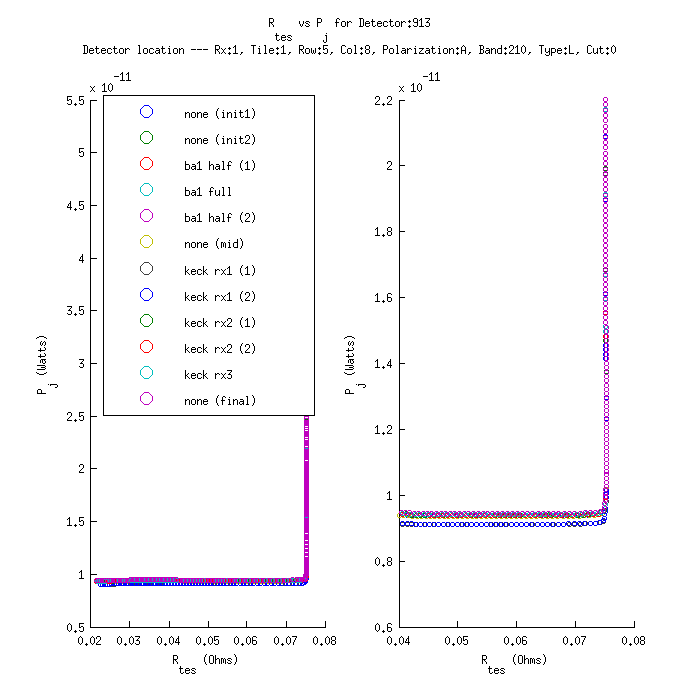 R_tes vs P_j for Detector:913
Detector location --- Rx:1, Tile:1, Row:5, Col:8, Polarization:A, Band:210, Type:L, Cut:0
x 10^-11
5.5
5
4.5
4
3.5
3
2.5
2
1.5
1
0.5
P_j (Watts)
none (init1)
none (init2)
ba1 half (1)
ba1 full
ba1 half (2)
none (mid)
keck rx1 (1)
keck rx1 (2)
keck rx2 (1)
keck rx2 (2)
keck rx3
none (final)
0.02 0.03 0.04 0.05 0.06 0.07 0.08
R_tes (Ohms)
x 10^-11
2.2
2
1.8
1.6
1.4
1.2
1
0.8
0.6
P_j (Watts)
0.04 0.05 0.06 0.07 0.08
R_tes (Ohms)